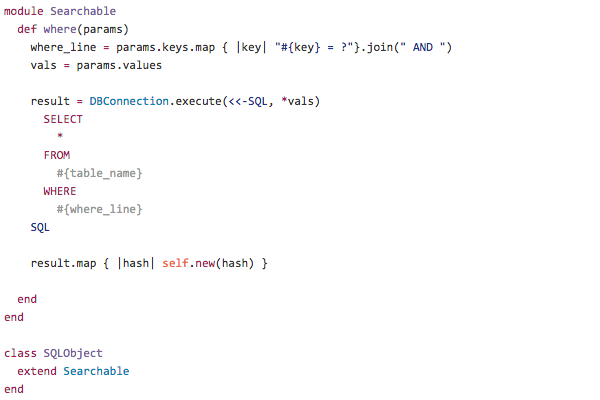 module Searchable
  def where(params)
    where_line = params.keys.map { |key| "#{key} = ?"}.join(" AND ")
    vals = params.values

    result = DBConnection.execute(<<-SQL, *vals)
      SELECT
        *
      FROM
        #{table_name}
      WHERE
        #{where_line}
    SQL

    result.map { |hash| self.new(hash) }

  end
end

class SQLObject
  extend Searchable
end